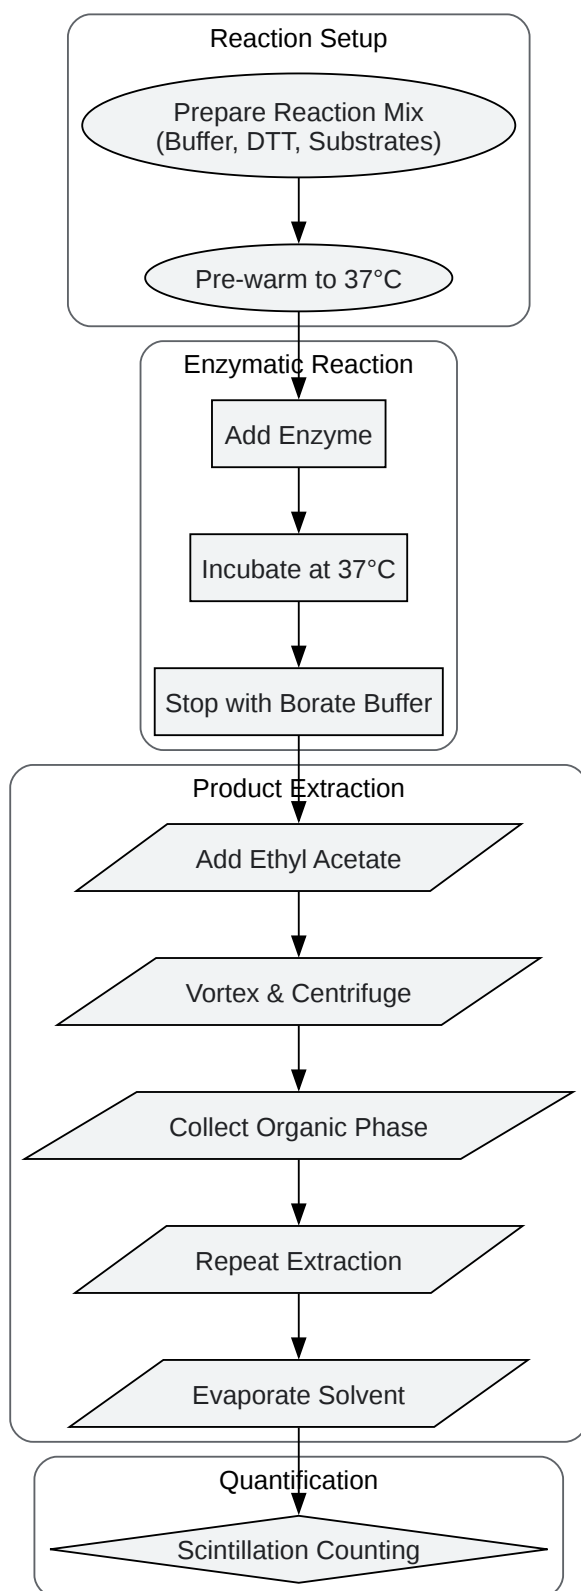 Reaction Setup
Prepare Reaction Mix
(Buffer, DTT, Substrates)
Pre-warm to 37°C
Enzymatic Reaction
Add Enzyme
Incubate at 37°C
Stop with Borate Buffer
Product Extraction
Add Ethyl Acetate
Vortex & Centrifuge
Collect Organic Phase
Repeat Extraction
Evaporate Solvent
Quantification
Scintillation Counting